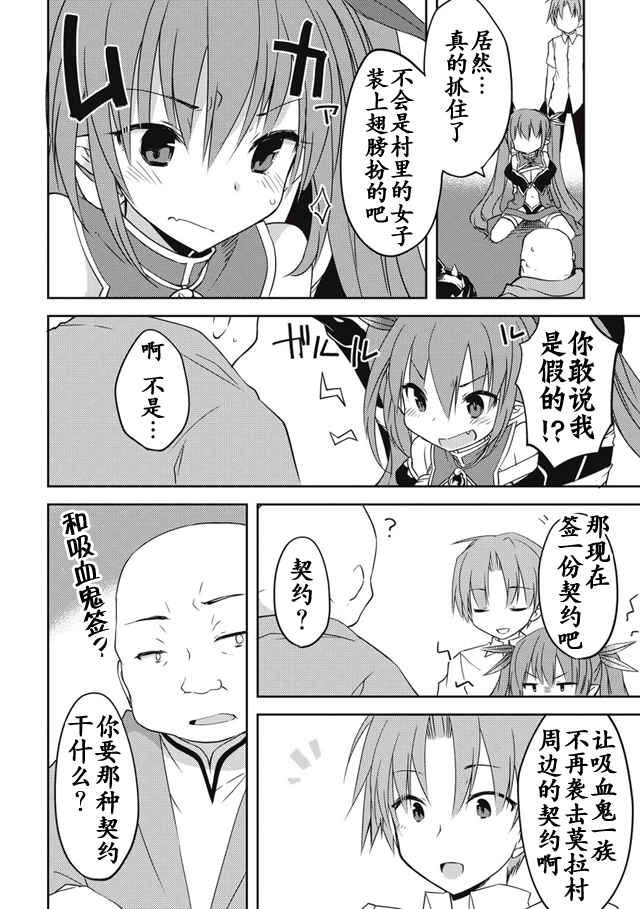 居然…
真的抓住了
不会是村里的女子
装上翅膀扮的吧
ムッ
ァ
你敢说我
是假的!?
ガルルル
啊
不是…
那现在
签一份契约吧
?
契约?
和吸血鬼签?
你要那种契约
干什么?
让吸血鬼一族
不再袭击莫拉村
周边的契约啊